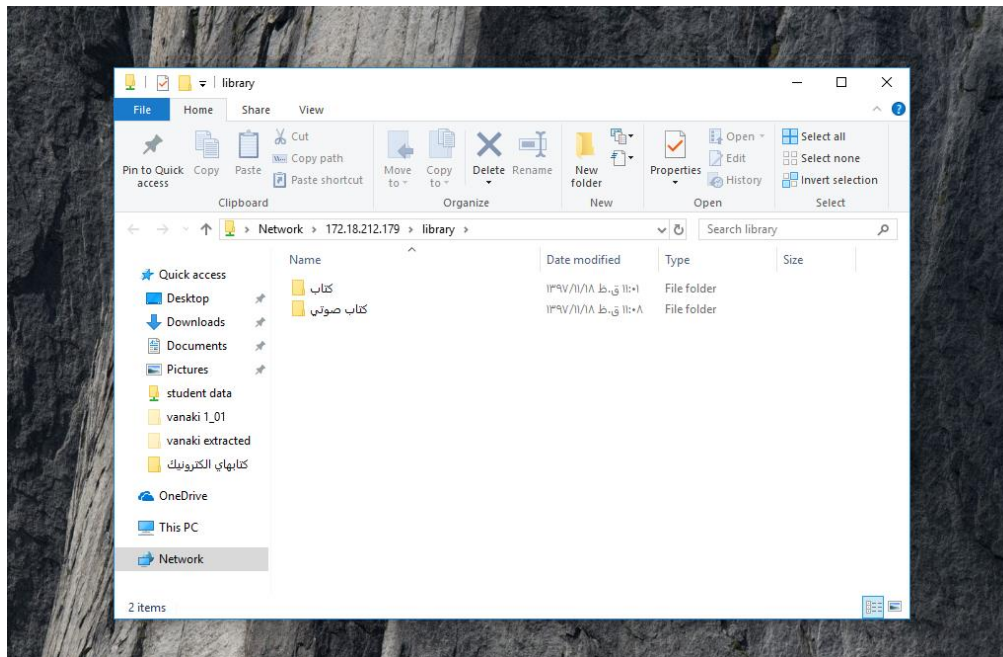 library
File Home Share View
Pin to Quick access
Copy
Paste
Cut
Copy path
Paste shortcut
Clipboard
Move to
Copy to
Delete
Rename
Organize
New folder
New
Properties
Open
Edit
History
Open
Select all
Select none
Invert selection
Select
Network > 172.18.212.179 > library >
Search library
Name Date modified Type Size
کتاب ۱۳۹۷/۱۱/۱۸ ۱۱:۰۱ ق.ظ File folder
کتاب صوتي ۱۳۹۷/۱۱/۱۸ ۱۱:۰۸ ق.ظ File folder
Quick access
Desktop
Downloads
Documents
Pictures
student data
vanaki 1_01
vanaki extracted
كتابهاي الكترونيك
OneDrive
This PC
Network
2 items